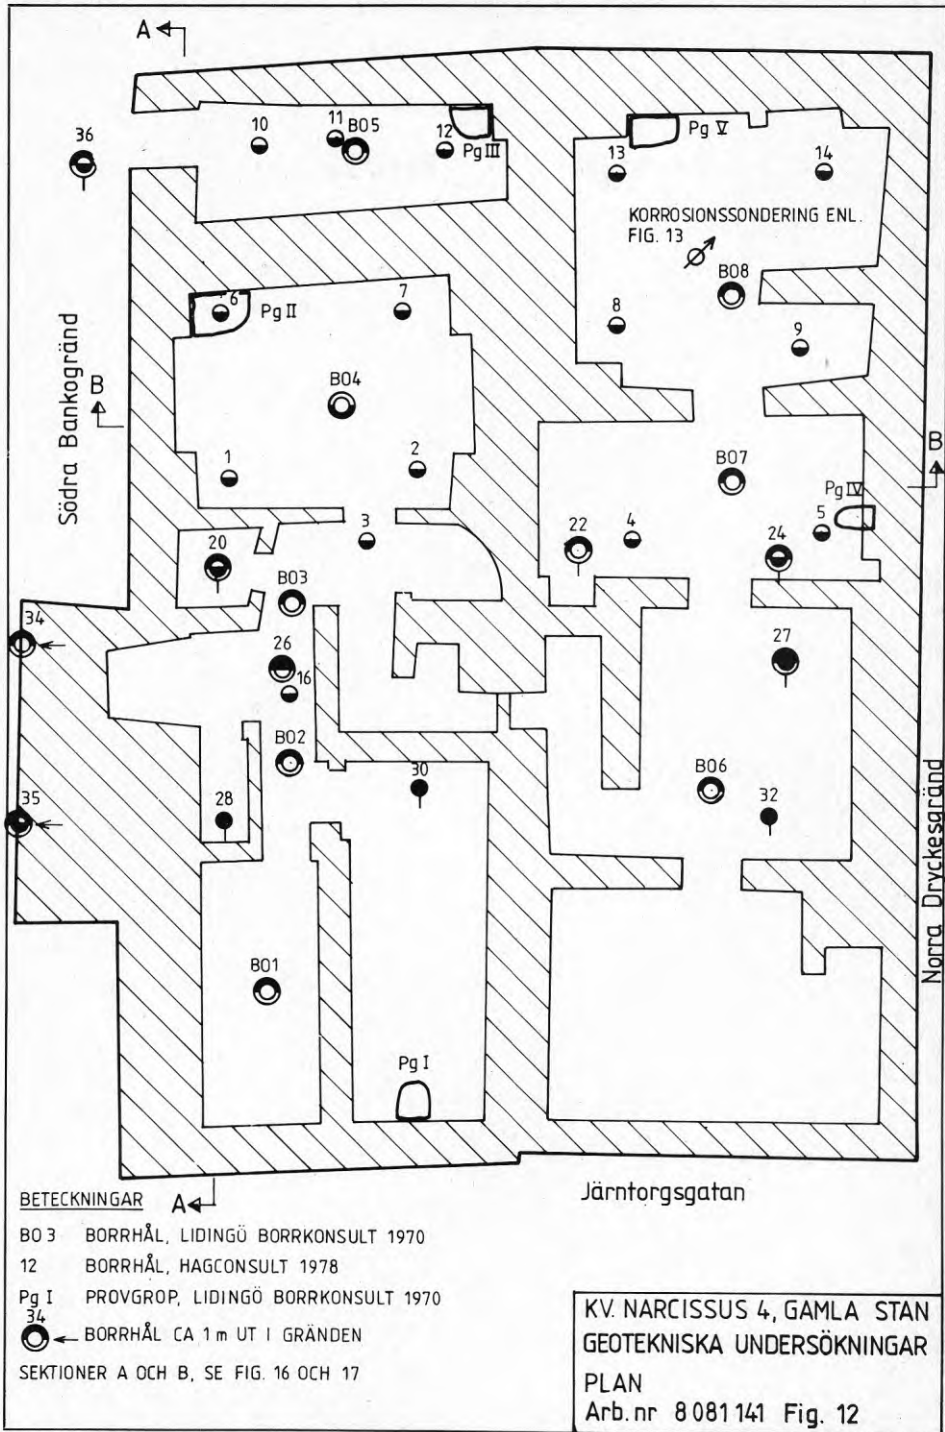 A
36
10
11
BO5
12
Pg III
Pg V
13
14
KORROSIONSSONDERING ENL.
FIG. 13
BO8
6
Pg II
7
8
9
BO4
B
Södra Bankogränd
1
2
BO7
B
Pg IV
3
20
22
4
24
5
BO3
34
26
16
27
BO2
30
BO6
32
35
28
Norra Dryckesgränd
BO1
Pg I
Järntorgsgatan
BETECKNINGAR
A
BO 3 BORRHÅL, LIDINGÖ BORRKONSULT 1970
12 BORRHÅL, HAGCONSULT 1978
Pg I PROVGROP, LIDINGÖ BORRKONSULT 1970
34
BORRHÅL CA 1 m UT I GRÄNDEN
SEKTIONER A OCH B, SE FIG. 16 OCH 17
KV. NARCISSUS 4, GAMLA STAN
GEOTEKNISKA UNDERSÖKNINGAR
PLAN
Arb. nr 8 081 141 Fig. 12